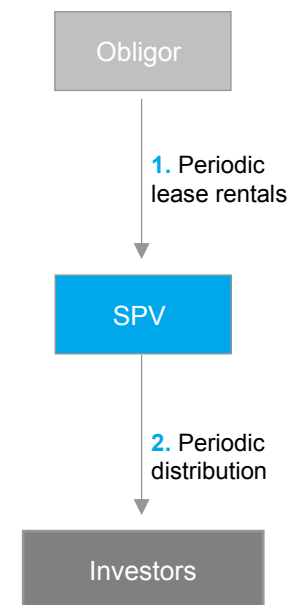 Obligor
1. Periodic
lease rentals
SPV
2. Periodic
distribution
Investors